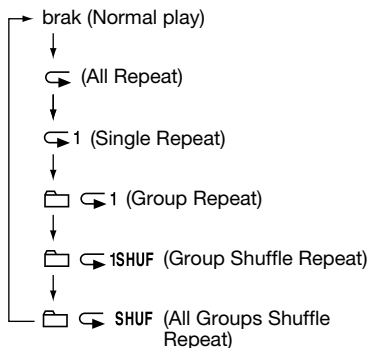 brak (Normal play)
(All Repeat)
1 (Single Repeat)
1 (Group Repeat)
1SHUF (Group Shuffle Repeat)
SHUF (All Groups Shuffle
Repeat)